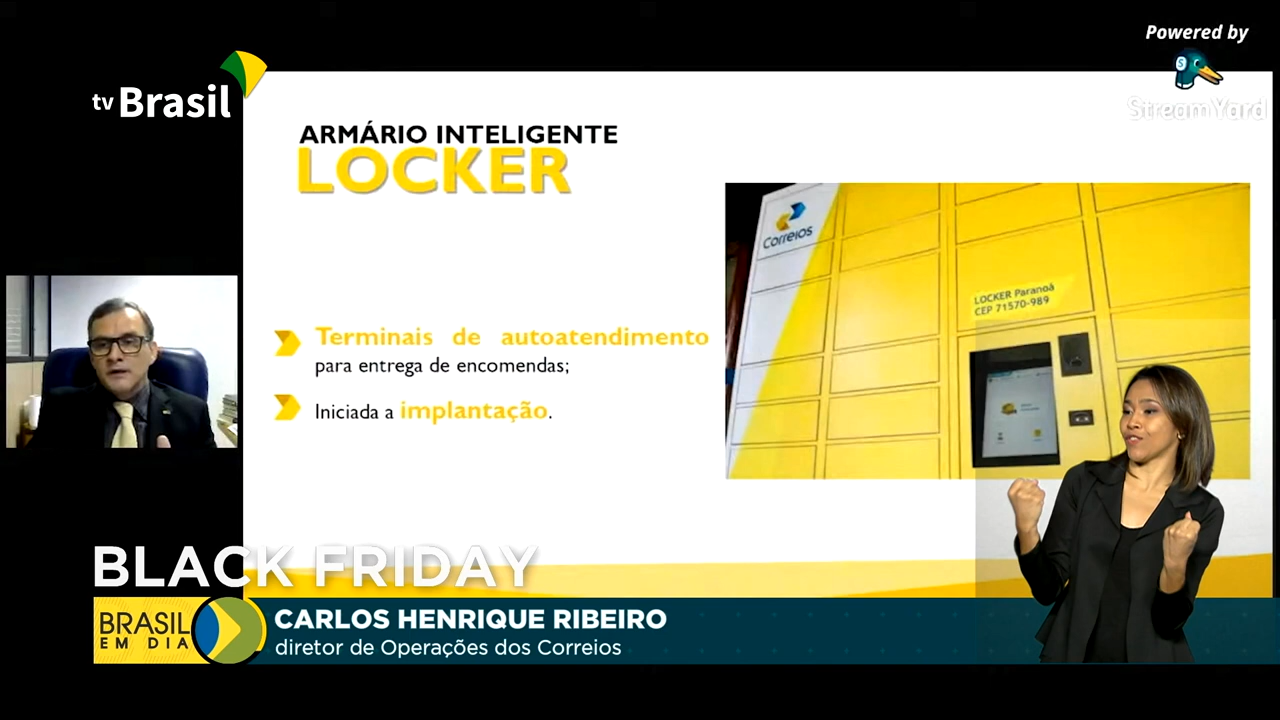 Powered by
StreamYard
tv Brasil
ARMÁRIO INTELIGENTE
LOCKER
Correios
LOCKER Paranoá
CEP 71570-989
Terminais de autoatendimento
para entrega de encomendas;
Iniciada a implantação.
BLACK FRIDAY
BRASIL
EM DIA
CARLOS HENRIQUE RIBEIRO
diretor de Operações dos Correios